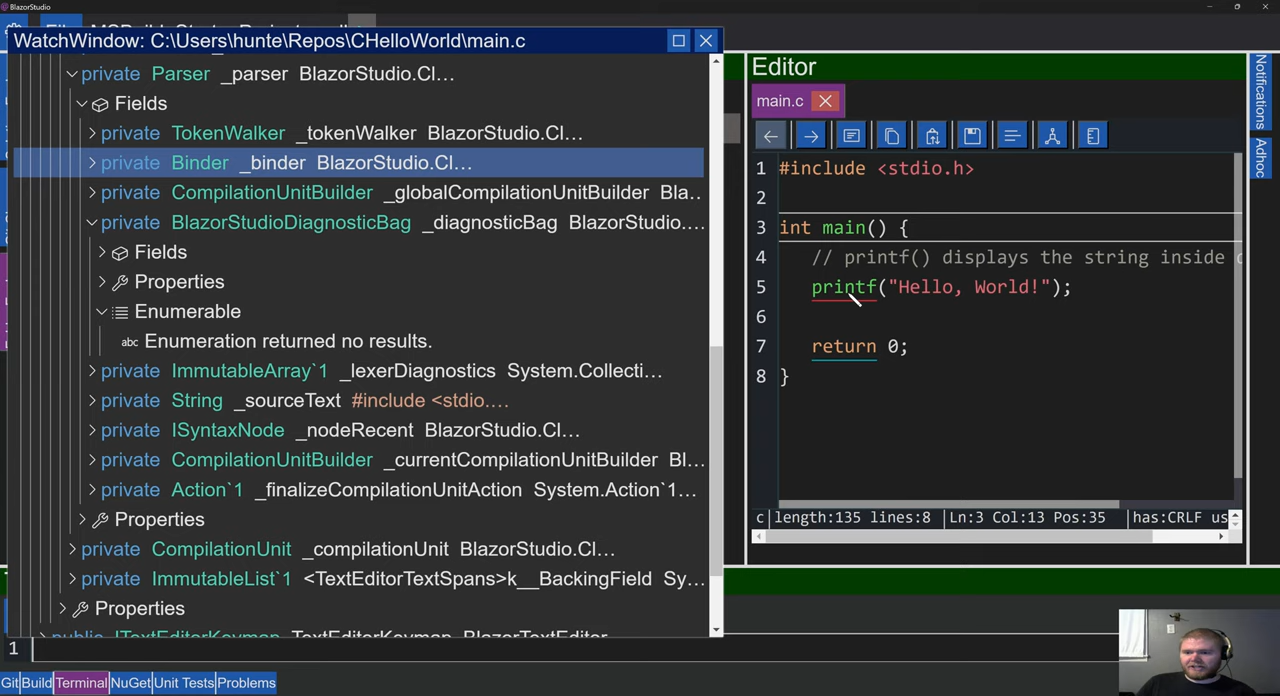 BlazorStudio
WatchWindow: C:\Users\hunte\Repos\CHelloWorld\main.c
private Parser _parser BlazorStudio.Cl…
Fields
private TokenWalker _tokenWalker BlazorStudio.Cl…
private Binder _binder BlazorStudio.Cl…
private CompilationUnitBuilder _globalCompilationUnitBuilder Bla…
private BlazorStudioDiagnosticBag _diagnosticBag BlazorStudio.…
Fields
Properties
Enumerable
abc Enumeration returned no results.
private ImmutableArray`1 _lexerDiagnostics System.Collecti…
private String _sourceText #include <stdio.…
private ISyntaxNode _nodeRecent BlazorStudio.Cl…
private CompilationUnitBuilder _currentCompilationUnitBuilder Bl…
private Action`1 _finalizeCompilationUnitAction System.Action`1…
Properties
private CompilationUnit _compilationUnit BlazorStudio.Cl…
private ImmutableList`1 <TextEditorTextSpans>k__BackingField Sy…
Properties
public ITextEditorKeymap TextEditorKeymap BlazorTextEditor
1
Editor
main.c
1 #include <stdio.h>
2
3 int main() {
4 // printf() displays the string inside
5 printf("Hello, World!");
6
7 return 0;
8 }
c length:135 lines:8 Ln:3 Col:13 Pos:35 has:CRLF us
Notifications
Adhoc
Git Build Terminal NuGet Unit Tests Problems